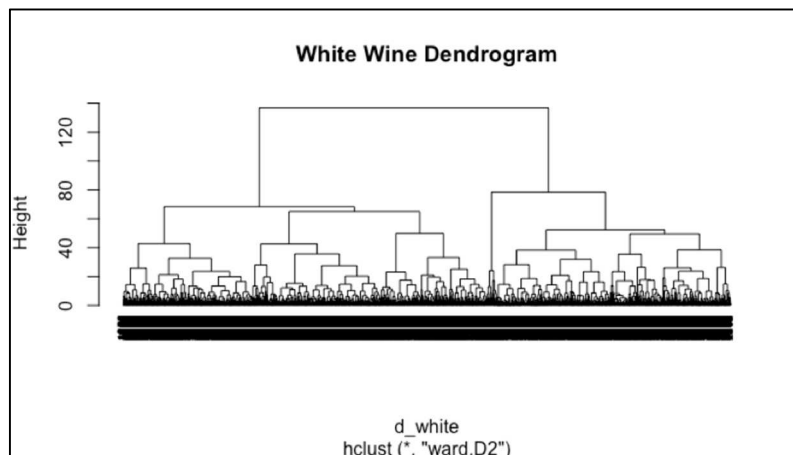 White Wine Dendrogram
Height
120
80
40
0
d_white
hclust (*, "ward.D2")